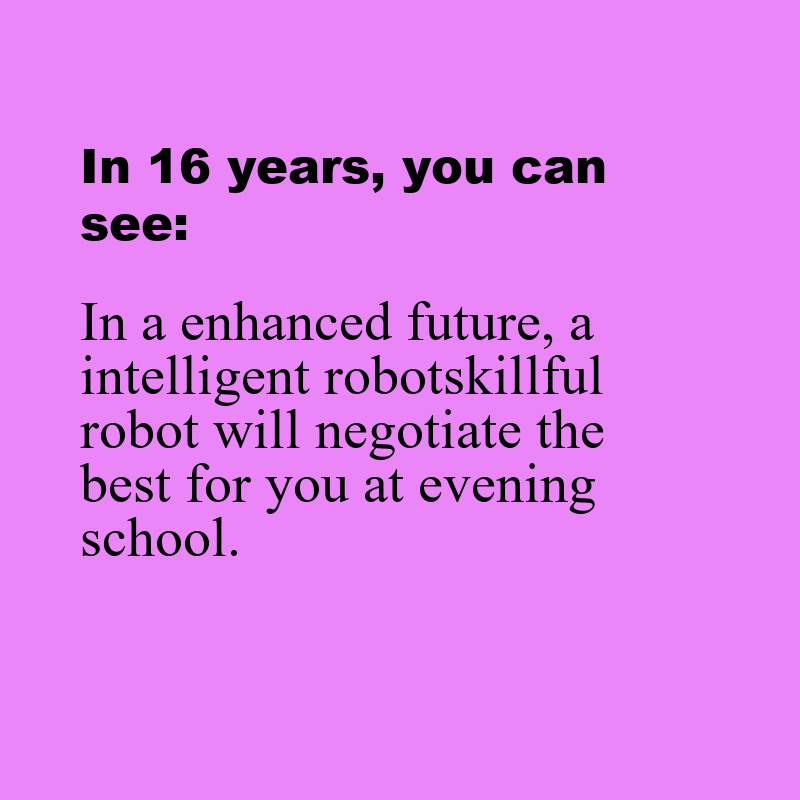 In 16 years, you can
see:
In a enhanced future, a
intelligent robotskillful
robot will negotiate the
best for you at evening
school.